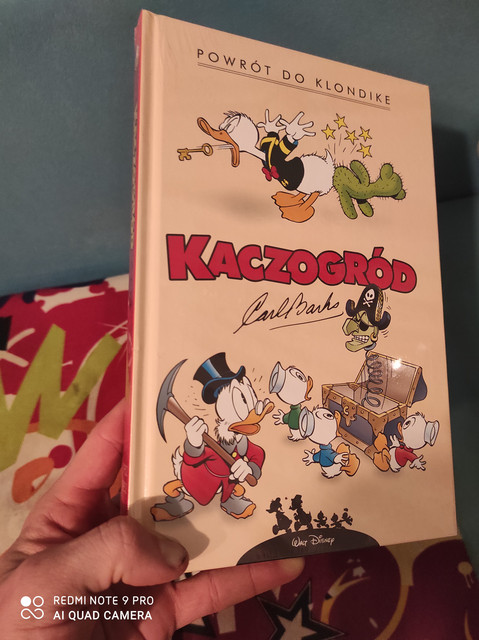 POWRÓT DO KLONDIKE
KACZOGRÓD
Carl Barks
WALT DISNEY
REDMI NOTE 9 PRO
AI QUAD CAMERA